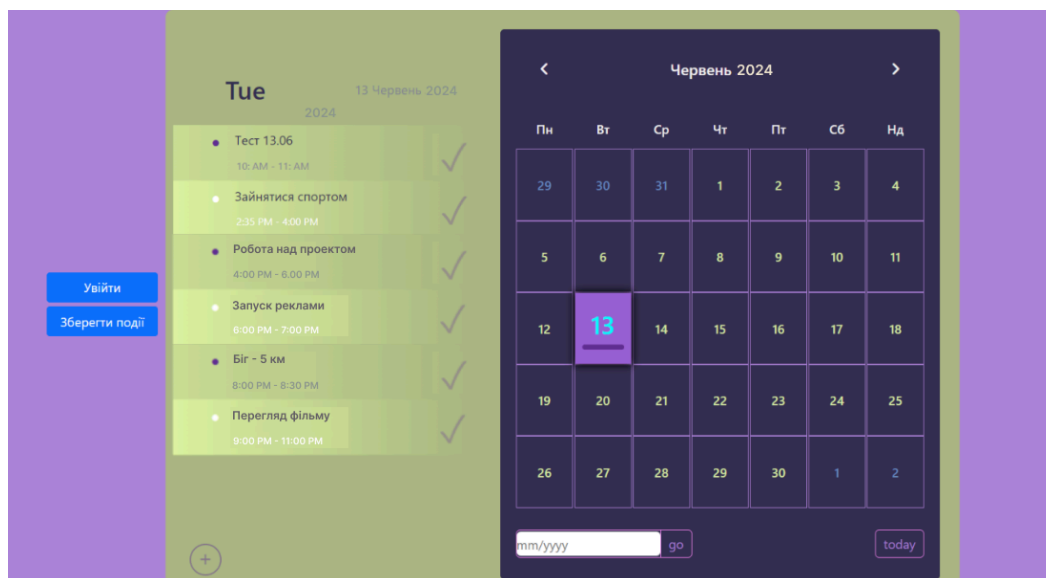 Увійти
Зберегти події
Tue
13 Червень 2024
2024
Тест 13.06
10: AM - 11: AM
Зайнятися спортом
2:35 PM - 4:00 PM
Робота над проектом
4:00 PM - 6.00 PM
Запуск реклами
6:00 PM - 7:00 PM
Біг - 5 км
8:00 PM - 8:30 PM
Перегляд фільму
9:00 PM - 11:00 PM
Червень 2024
Пн Вт Ср Чт Пт Сб Нд
29 30 31 1 2 3 4
5 6 7 8 9 10 11
12 13 14 15 16 17 18
19 20 21 22 23 24 25
26 27 28 29 30 1 2
mm/yyyy go today